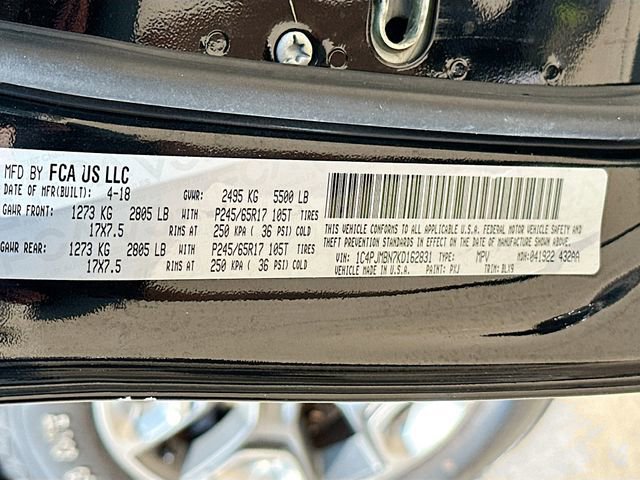 MFD BY FCA US LLC
DATE OF MFR(BUILT): 4-18 GVWR: 2495 KG 5500 LB
GAWR FRONT: 1273 KG 2805 LB WITH P245/65R17 105T TIRES
17X7.5 RIMS AT 250 KPA ( 36 PSI) COLD
GAWR REAR: 1273 KG 2805 LB WITH P245/65R17 105T TIRES
17X7.5 RIMS AT 250 KPA ( 36 PSI) COLD
THIS VEHICLE CONFORMS TO ALL APPLICABLE U.S.A. FEDERAL MOTOR VEHICLE SAFETY AND
THEFT PREVENTION STANDARDS IN EFFECT ON THE DATE OF MANUFACTURE SHOWN ABOVE.
VIN: 1C4PJMBN7KD162831 TYPE: MPV MDH: 041922 432AA
VEHICLE MADE IN U.S.A. PAINT: PXJ TRIM: BLX9